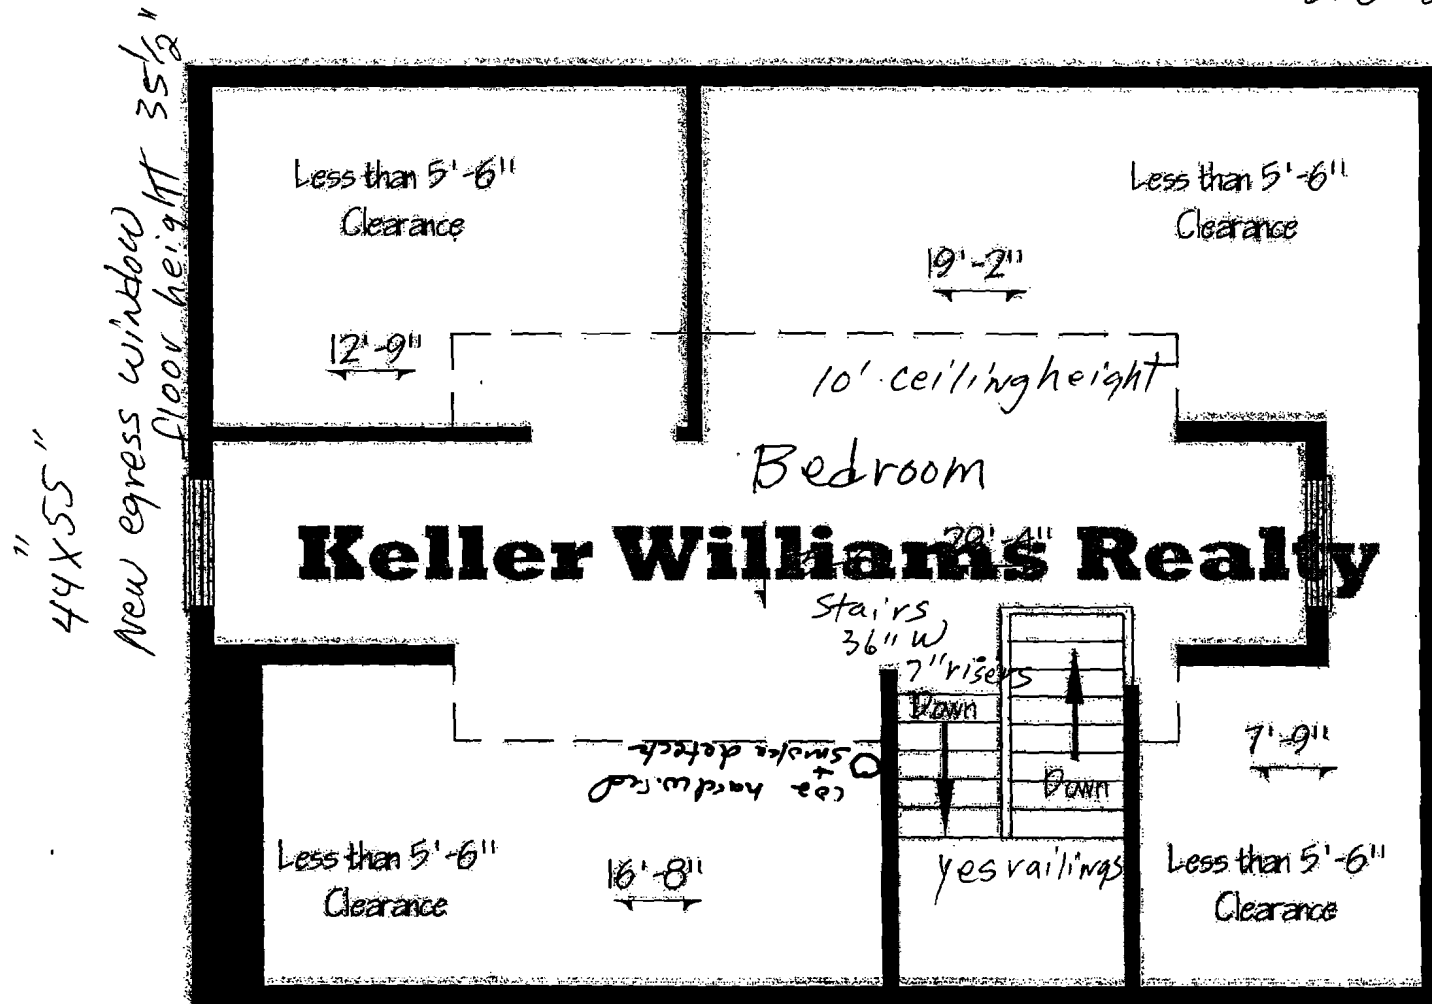 44"X55"
New egress window
floor height 35½"
Less than 5'-6"
Clearance
Less than 5'-6"
Clearance
19'-2"
12'-9"
10' ceiling height
Bedroom
Keller Williams Realty
Stairs
36" W
7" risers
Down
Down
7'-9"
smoke detect
+
co2 hardwired
Less than 5'-6"
Clearance
16'-8"
yes railings
Less than 5'-6"
Clearance